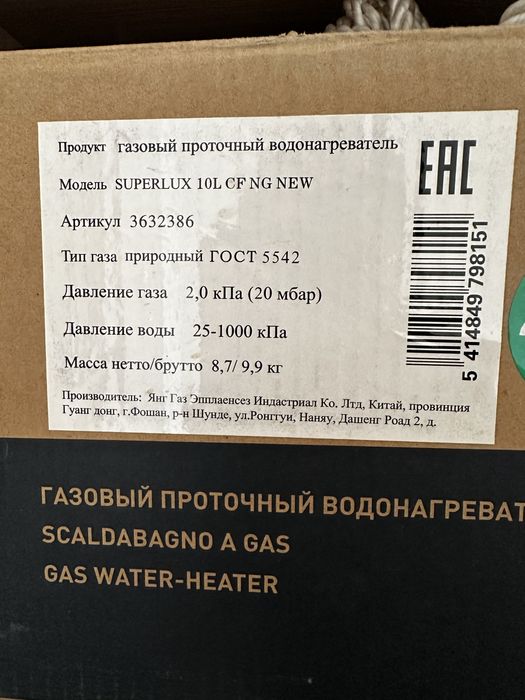 Продукт газовый проточный водонагреватель
EAC
Модель SUPERLUX 10L CF NG NEW
Артикул 3632386
Тип газа природный ГОСТ 5542
Давление газа 2,0 кПа (20 мбар)
Давление воды 25-1000 кПа
Масса нетто/брутто 8,7/ 9,9 кг
5 414849 798151
Производитель: Янг Газ Эпплаенсез Индастриал Ко. Лтд, Китай, провинция
Гуанг донг, г.Фошан, р-н Шунде, ул.Ронггуи, Наняу, Дашенг Роад 2, д.
ГАЗОВЫЙ ПРОТОЧНЫЙ ВОДОНАГРЕВАТ
SCALDABAGNO A GAS
GAS WATER-HEATER